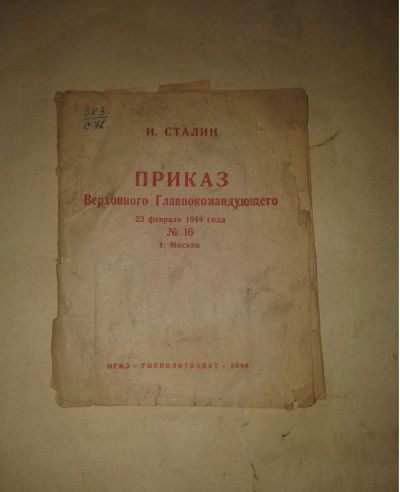 И. СТАЛИН
ПРИКАЗ
Верховного Главнокомандующего
23 февраля 1944 года
№ 16
г. Москва
ОГИЗ - ГОСПОЛИТИЗДАТ - 1944